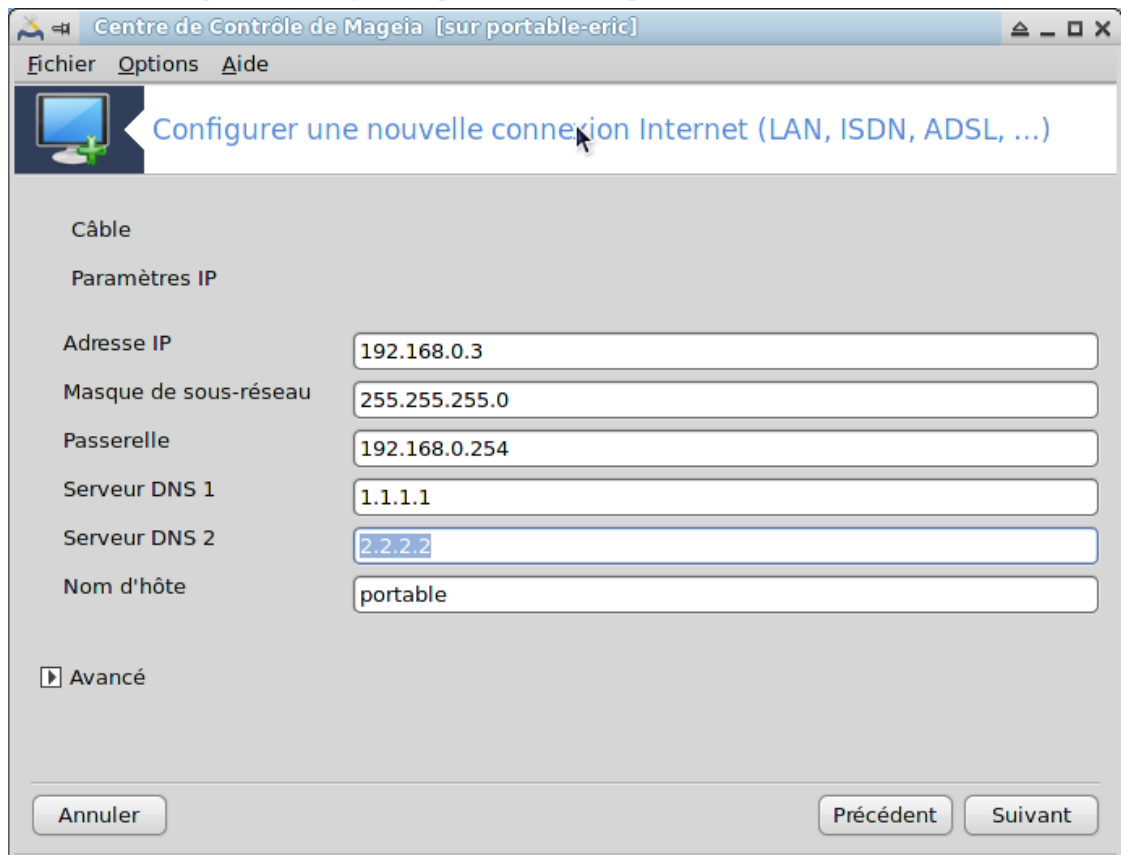 Centre de Contrôle de Mageia [sur portable-eric]
Fichier Options Aide
Configurer une nouvelle connexion Internet (LAN, ISDN, ADSL, ...)
Câble
Paramètres IP
Adresse IP 192.168.0.3
Masque de sous-réseau 255.255.255.0
Passerelle 192.168.0.254
Serveur DNS 1 1.1.1.1
Serveur DNS 2 2.2.2.2
Nom d'hôte portable
Avancé
Annuler Précédent Suivant